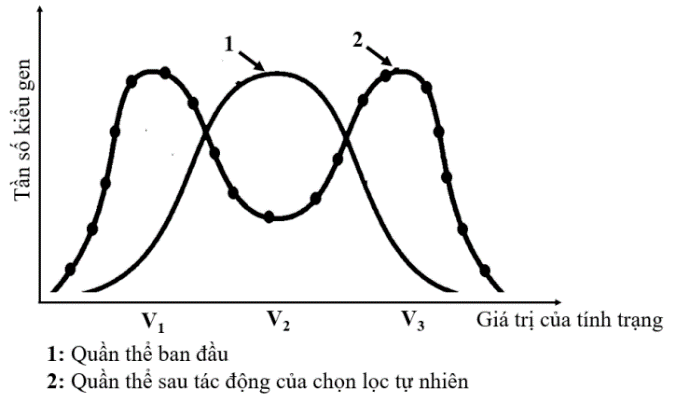 1
2
Tần số kiểu gen
V1
V2
V3
Giá trị của tính trạng
1: Quần thể ban đầu
2: Quần thể sau tác động của chọn lọc tự nhiên